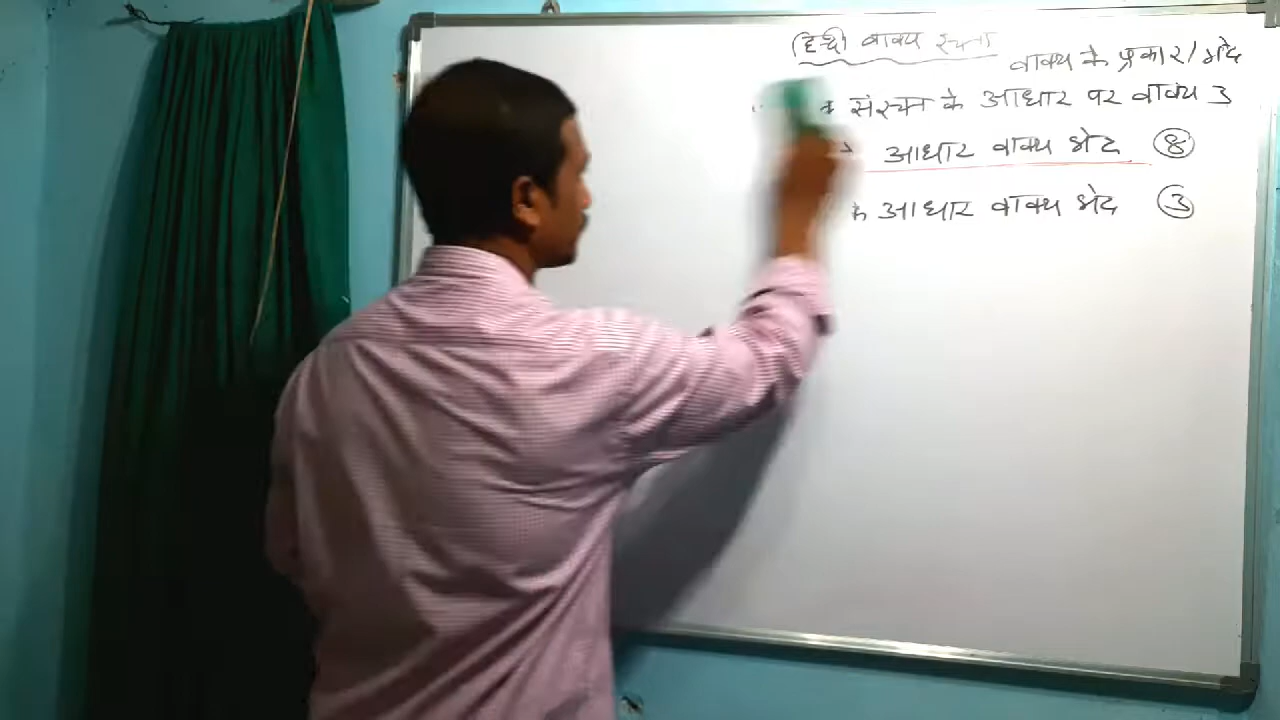 हिन्दी वाक्य रचना
वाक्य के प्रकार/भेद
संरचना के आधार पर वाक्य 3
आधार वाक्य भेद 8
के आधार वाक्य भेद 3